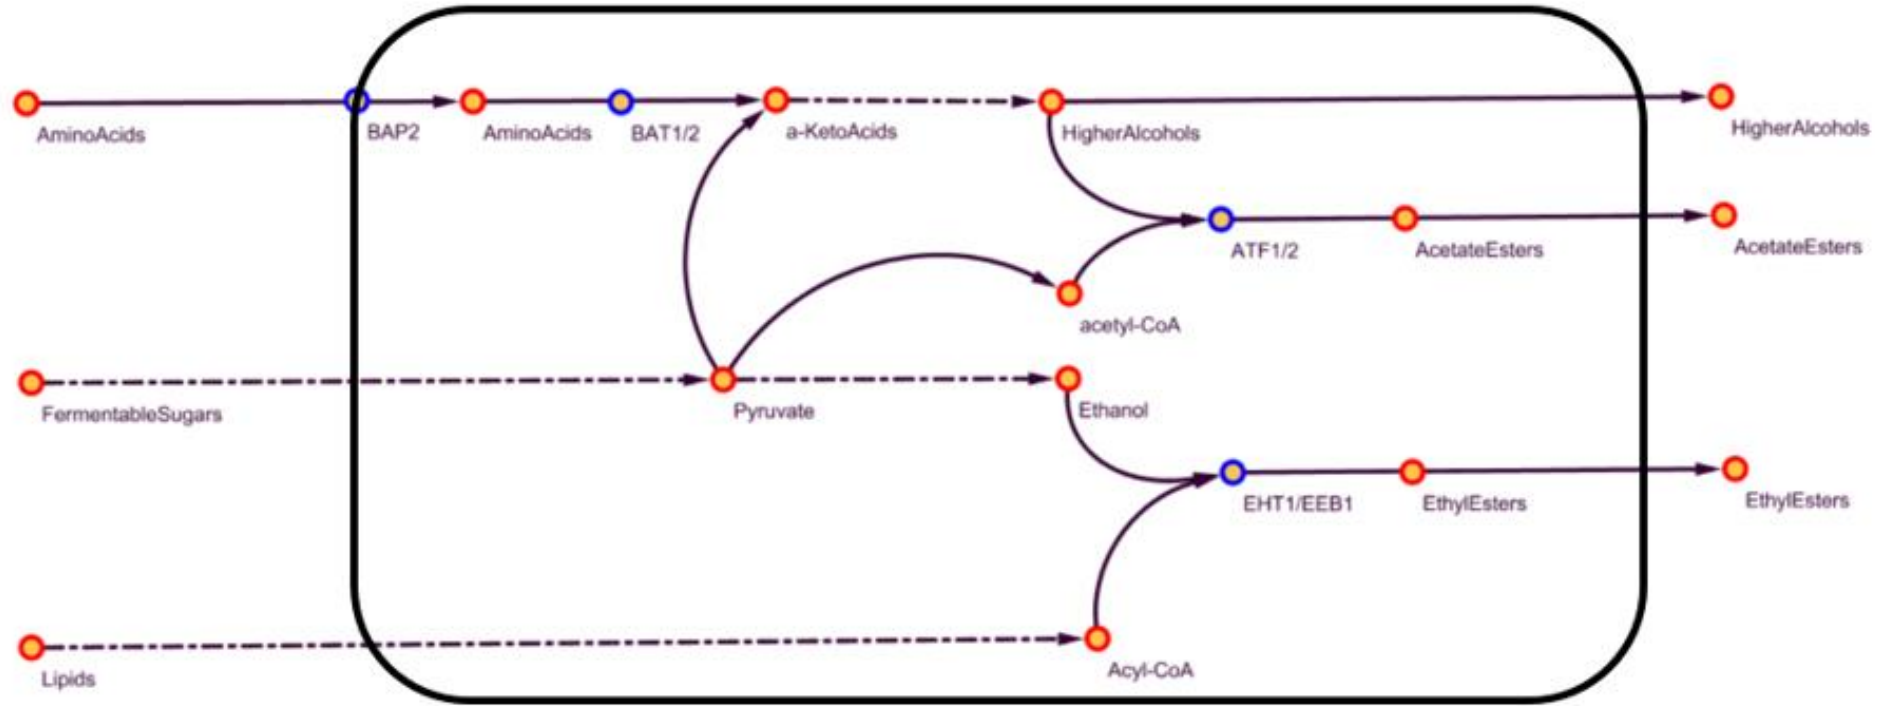 AminoAcids
BAP2
AminoAcids
BAT1/2
a-KetoAcids
HigherAlcohols
HigherAlcohols
ATF1/2
AcetateEsters
AcetateEsters
acetyl-CoA
FermentableSugars
Pyruvate
Ethanol
EHT1/EEB1
EthylEsters
EthylEsters
Lipids
Acyl-CoA